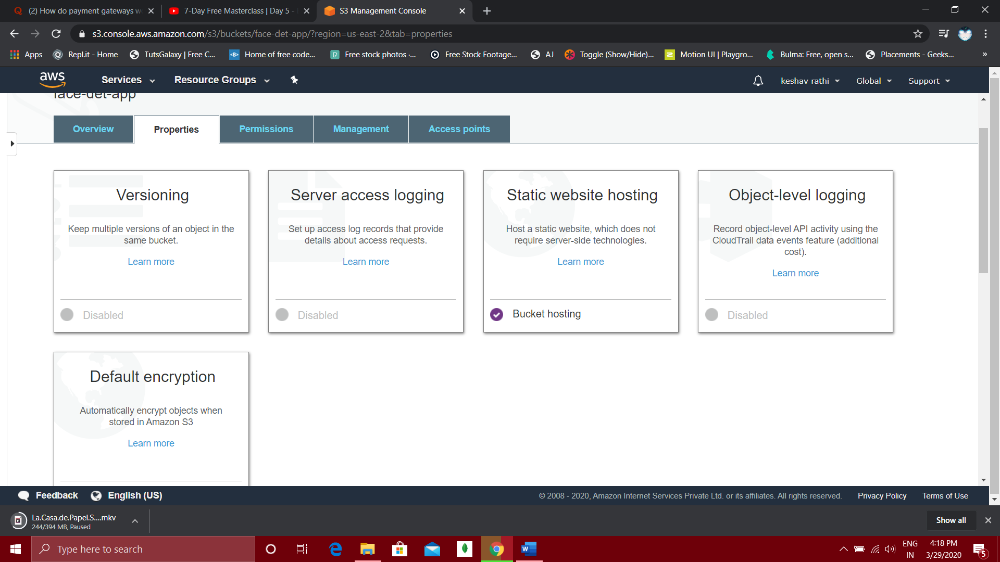 (2) How do payment gateways w
7-Day Free Masterclass | Day 5 -
S3 Management Console
s3.console.aws.amazon.com/s3/buckets/face-det-app/?region=us-east-2&tab=properties
Apps
Repl.it - Home
TutsGalaxy | Free C...
Home of free code...
Free stock photos ·...
Free Stock Footage...
AJ
Toggle (Show/Hide)...
Motion UI | Playgro...
Bulma: Free, open s...
Placements - Geeks...
»
aws
Services
Resource Groups
keshav rathi
Global
Support
face-det-app
Overview
Properties
Permissions
Management
Access points
Versioning
Keep multiple versions of an object in the
same bucket.
Learn more
Disabled
Server access logging
Set up access log records that provide
details about access requests.
Learn more
Disabled
Static website hosting
Host a static website, which does not
require server-side technologies.
Learn more
Bucket hosting
Object-level logging
Record object-level API activity using the
CloudTrail data events feature (additional
cost).
Learn more
Disabled
Default encryption
Automatically encrypt objects when
stored in Amazon S3
Learn more
Feedback
English (US)
© 2008 - 2020, Amazon Internet Services Private Ltd. or its affiliates. All rights reserved.
Privacy Policy
Terms of Use
La.Casa.de.Papel.S....mkv
244/394 MB, Paused
Show all
Type here to search
ENG
IN
4:18 PM
3/29/2020
5